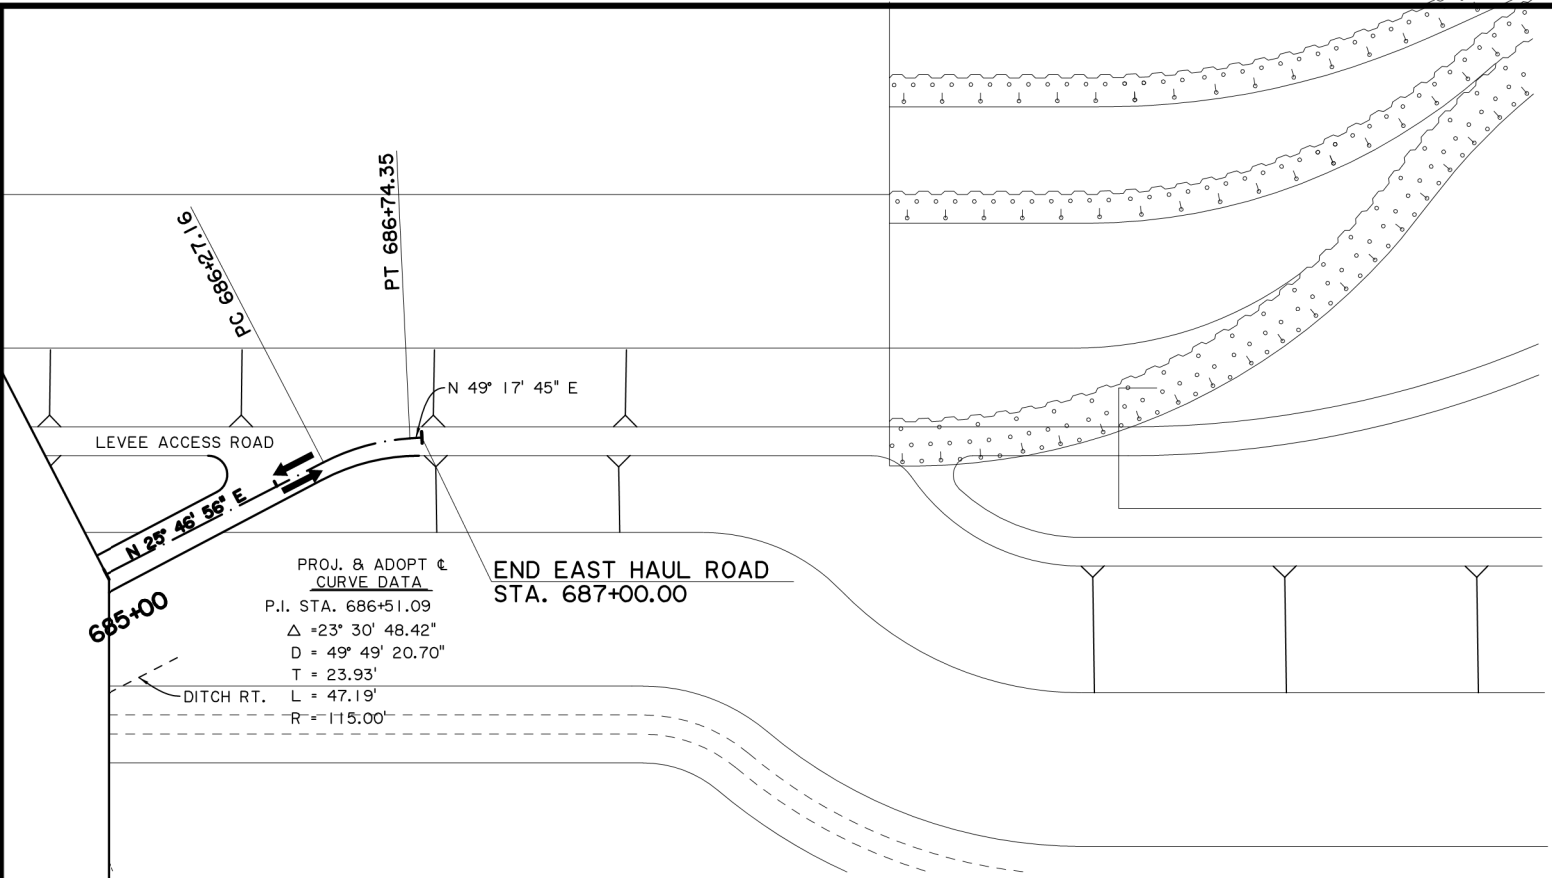 PT 686+74.35
PC 686+27.16
N 49° 17' 45" E
LEVEE ACCESS ROAD
N 25° 46' 56" E
END EAST HAUL ROAD
STA. 687+00.00
PROJ. & ADOPT ℄
CURVE DATA
P.I. STA. 686+51.09
△ =23° 30' 48.42"
D = 49° 49' 20.70"
T = 23.93'
L = 47.19'
R = 115.00'
685+00
DITCH RT.